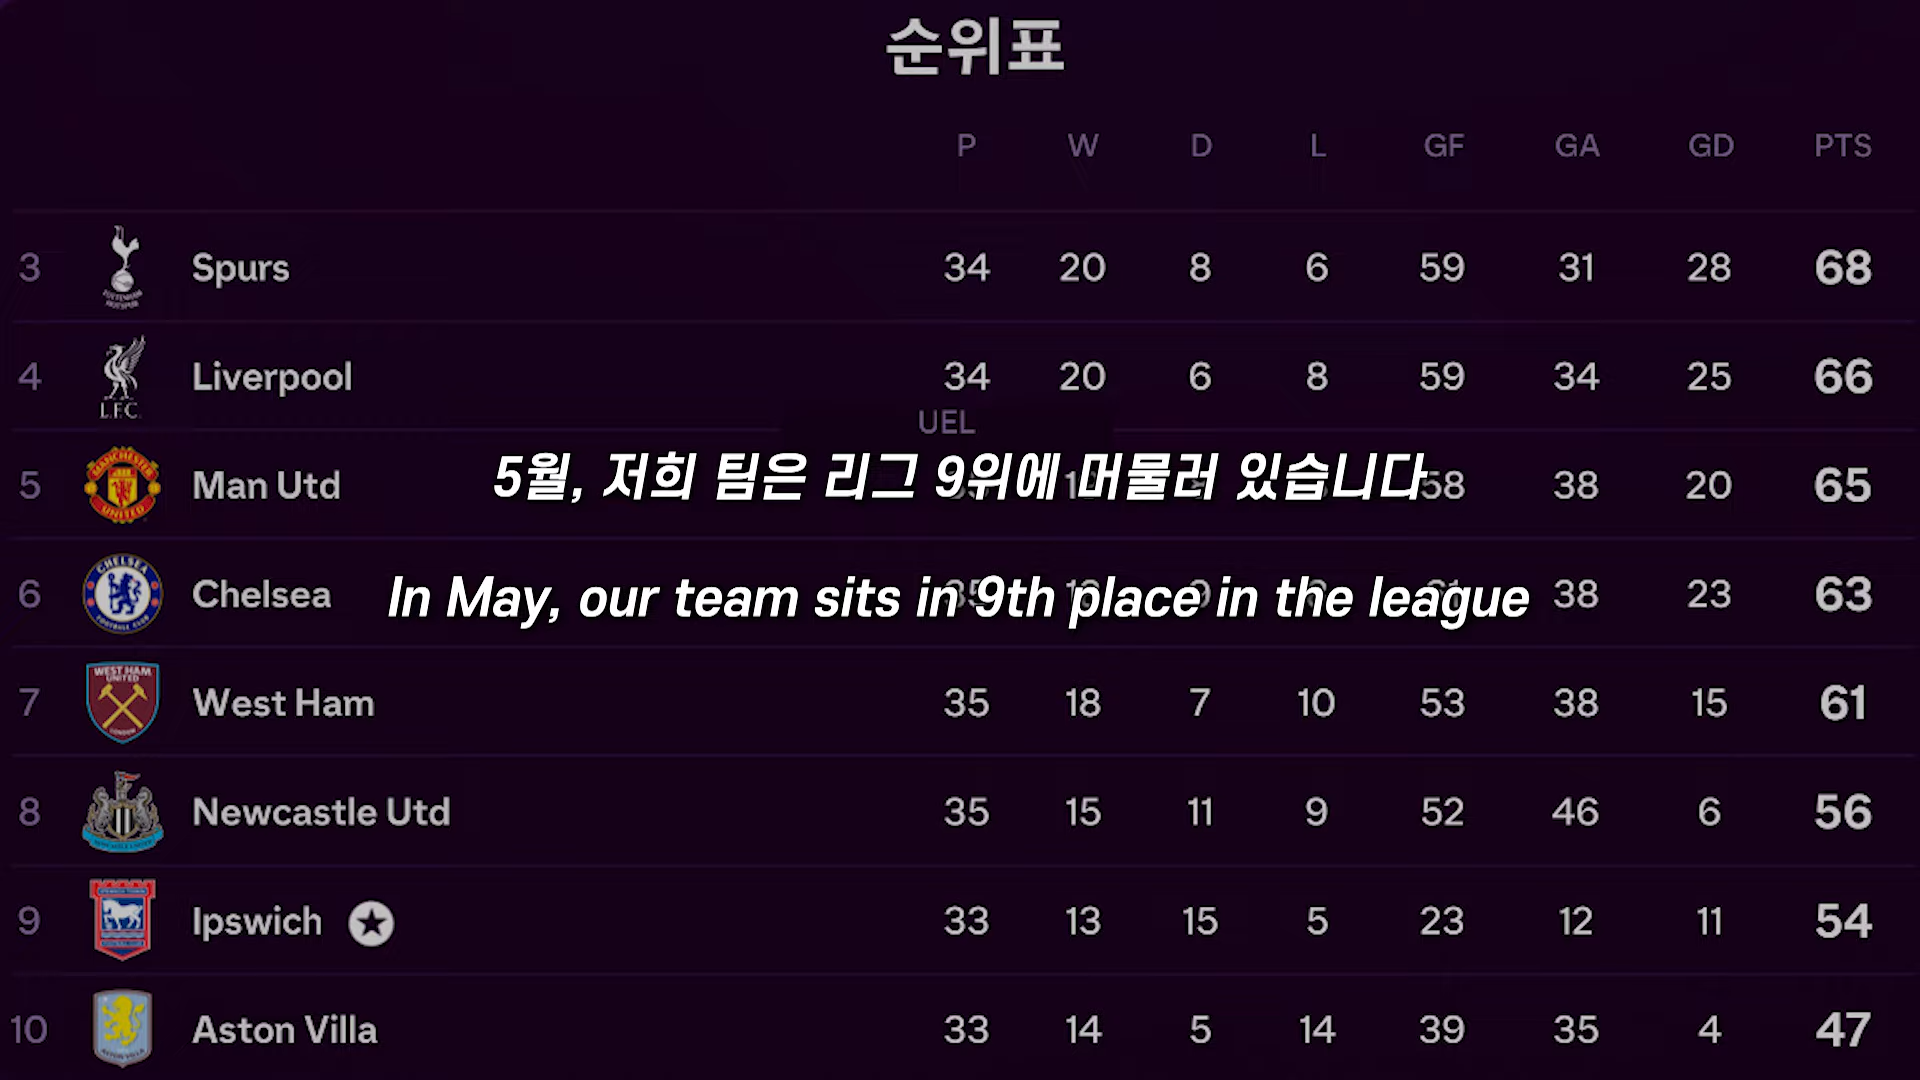 순위표
P W D L GF GA GD PTS
3 Spurs 34 20 8 6 59 31 28 68
4 Liverpool 34 20 6 8 59 34 25 66
L.F.C.
UEL
5 Man Utd 58 38 20 65
5월, 저희 팀은 리그 9위에 머물러 있습니다
6 Chelsea 38 23 63
In May, our team sits in 9th place in the league
7 West Ham 35 18 7 10 53 38 15 61
8 Newcastle Utd 35 15 11 9 52 46 6 56
9 Ipswich 33 13 15 5 23 12 11 54
10 Aston Villa 33 14 5 14 39 35 4 47